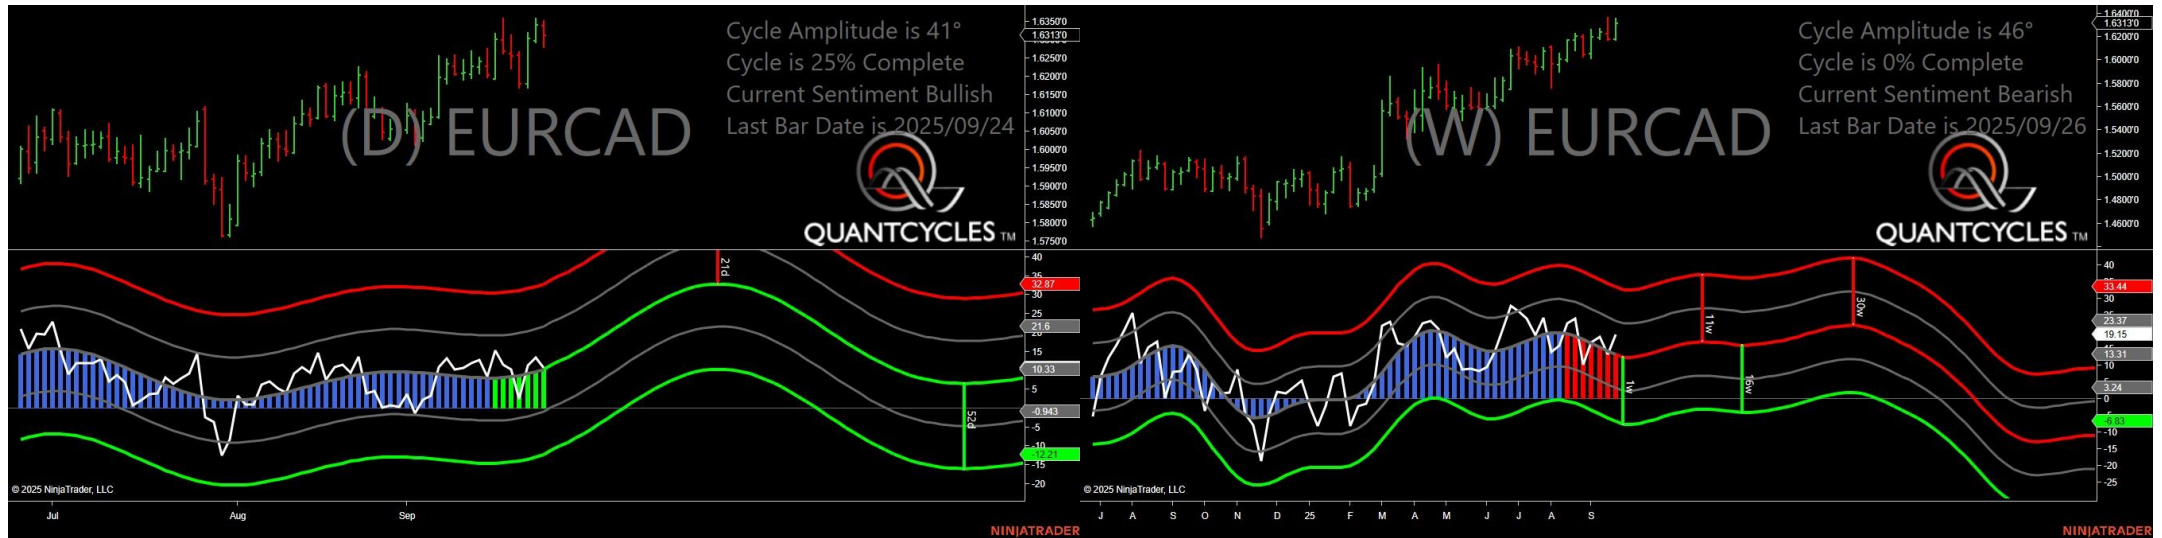 Cycle Amplitude is 41°
Cycle is 25% Complete
Current Sentiment Bullish
Last Bar Date is 2025/09/24
(D) EURCAD
QUANTCYCLES TM
1.6350'0
1.6313'0
1.6250'0
1.6200'0
1.6150'0
1.6100'0
1.6050'0
1.6000'0
1.5950'0
1.5900'0
1.5850'0
1.5800'0
1.5750'0
21d
52d
40
35
32.87
30
25
21.6
15
10.33
5
-0.943
-5
-10
-12.21
-15
-20
© 2025 NinjaTrader, LLC
Jul
Aug
Sep
NINJATRADER
Cycle Amplitude is 46°
Cycle is 0% Complete
Current Sentiment Bearish
Last Bar Date is 2025/09/26
(W) EURCAD
QUANTCYCLES TM
1.6400'0
1.6313'0
1.6200'0
1.6000'0
1.5800'0
1.5600'0
1.5400'0
1.5200'0
1.5000'0
1.4800'0
1.4600'0
1w
11w
16w
30w
40
33.44
30
23.37
19.15
13.31
10
3.24
0
-6.83
-10
-15
-20
-25
© 2025 NinjaTrader, LLC
J A S O N D 25 F M A M J J A S
NINJATRADER